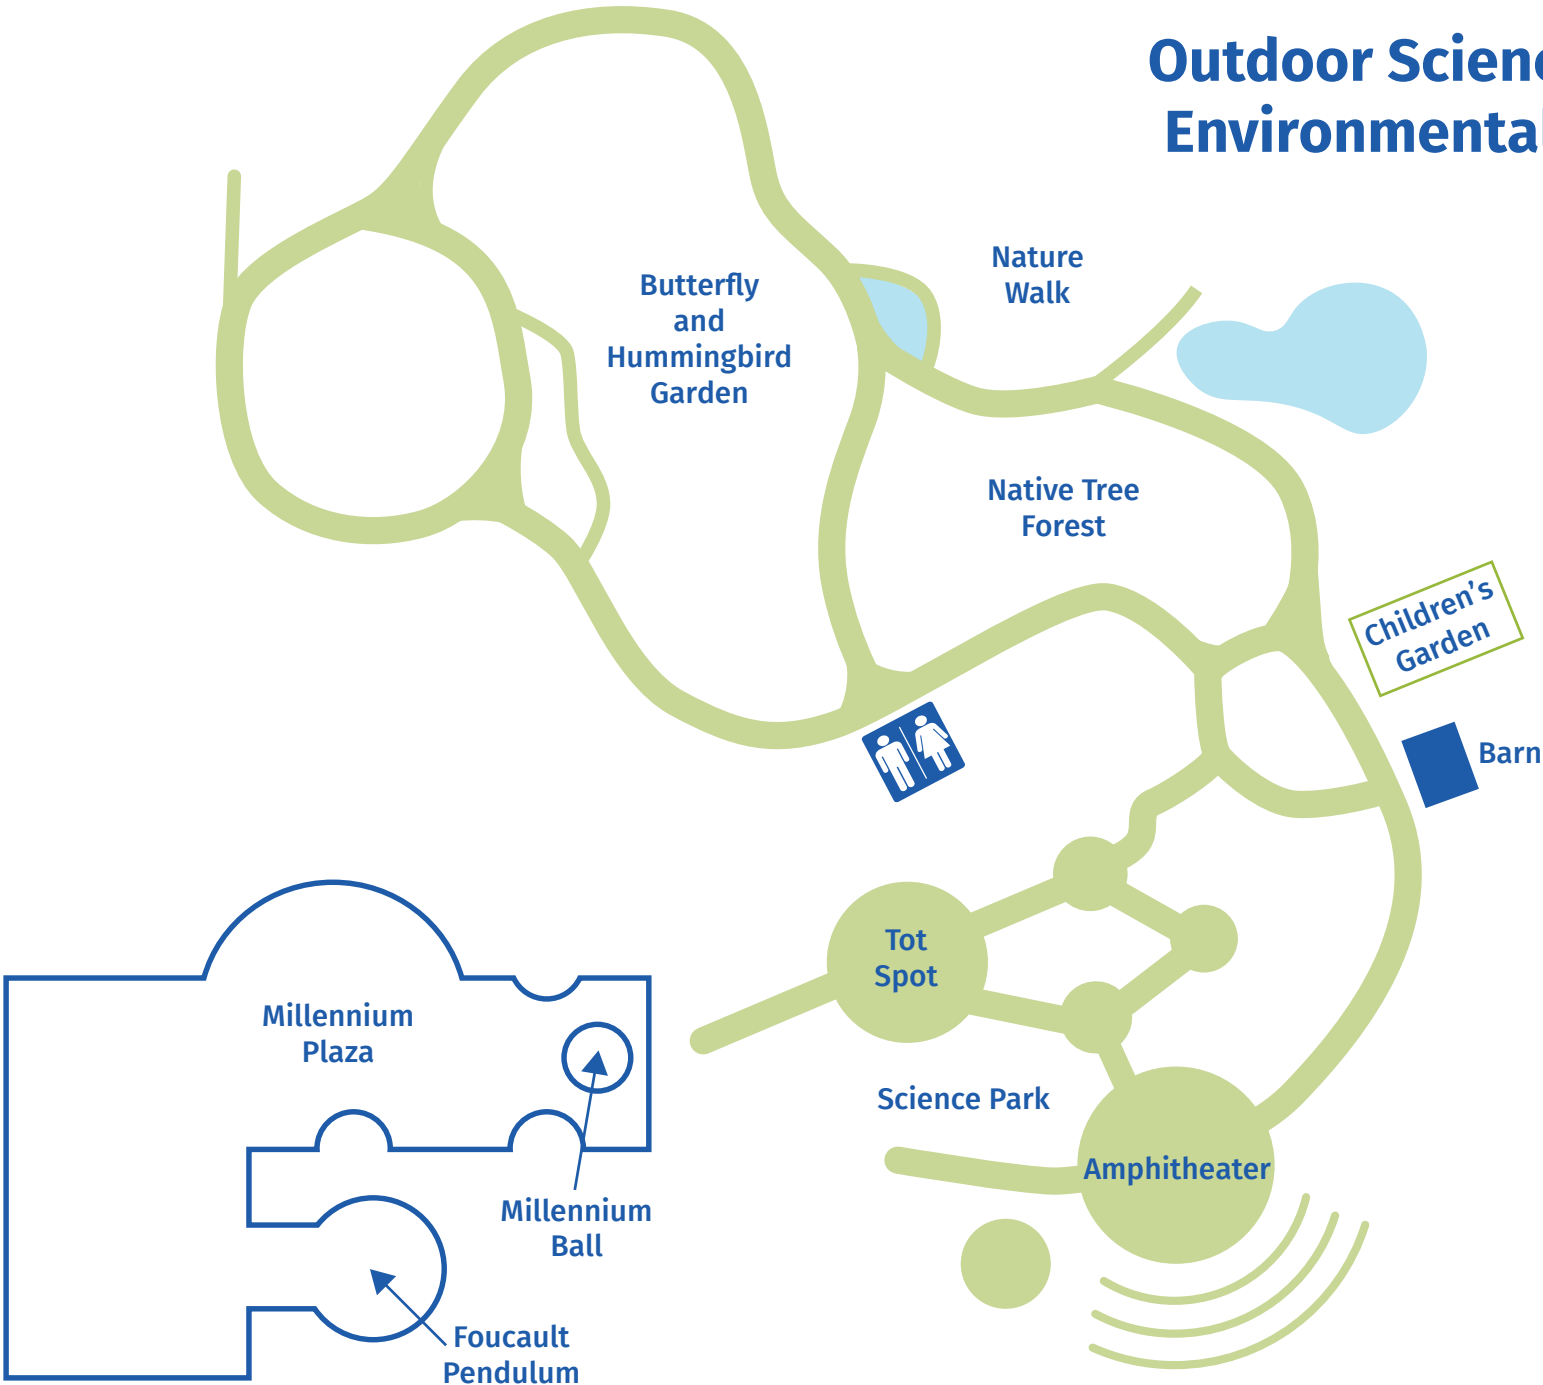 Outdoor Scienc
Environmental
Nature
Walk
Butterfly
and
Hummingbird
Garden
Native Tree
Forest
Children's
Garden
Barn
Tot
Spot
Millennium
Plaza
Science Park
Amphitheater
Millennium
Ball
Foucault
Pendulum